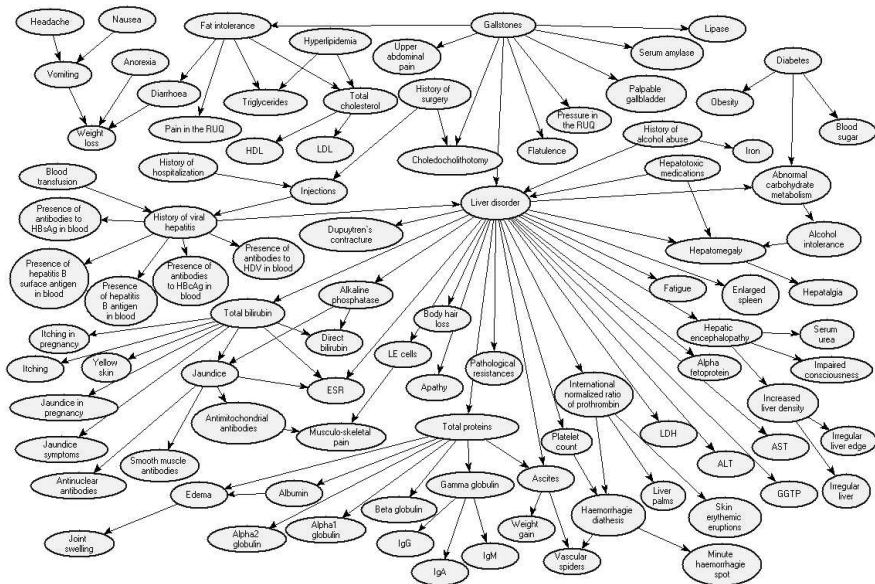 Headache
Nausea
Fat intolerance
Gallstones
Lipase
Hyperlipidemia
Upper
abdominal
pain
Serum amylase
Vomiting
Anorexia
Diabetes
Diarrhoea
Triglycerides
Total
cholesterol
History of
surgery
Palpable
gallbladder
Obesity
Weight
loss
Pain in the RUQ
HDL
LDL
Pressure in
the RUQ
Flatulence
History of
alcohol abuse
Blood
sugar
Choledocholithotomy
Iron
History of
hospitalization
Hepatotoxic
medications
Blood
transfusion
Injections
Liver disorder
Abnormal
carbohydrate
metabolism
Presence of
antibodies to
HBsAg in blood
History of viral
hepatitis
Dupuytren's
contracture
Alcohol
intolerance
Presence of
antibodies to
HDV in blood
Hepatomegaly
Presence of
hepatitis B
surface antigen
in blood
Presence of
hepatitis
B antigen
in blood
Presence of
antibodies
to HBcAg in
blood
Alkaline
phosphatase
Fatigue
Enlarged
spleen
Hepatalgia
Total bilirubin
Body hair
loss
Hepatic
encephalopathy
Serum
urea
Itching in
pregnancy
Direct
bilirubin
Itching
Yellow
skin
LE cells
Pathological
resistances
Alpha
fetoprotein
Impaired
consciousness
Jaundice
ESR
Apathy
International
normalized ratio
of prothrombin
Increased
liver density
Jaundice in
pregnancy
Antimitochondrial
antibodies
Musculo-skeletal
pain
Total proteins
Platelet
count
LDH
AST
Irregular
liver edge
Jaundice
symptoms
Smooth muscle
antibodies
ALT
Antinuclear
antibodies
Edema
Albumin
Gamma
globulin
Ascites
Liver
palms
GGTP
Irregular
liver
Beta globulin
Haemorrhagie
diathesis
Skin
erythemic
eruptions
Alpha2
globulin
Alpha1
globulin
Weight
gain
Joint
swelling
IgG
IgM
Vascular
spiders
Minute
haemorrhagie
spot
IgA